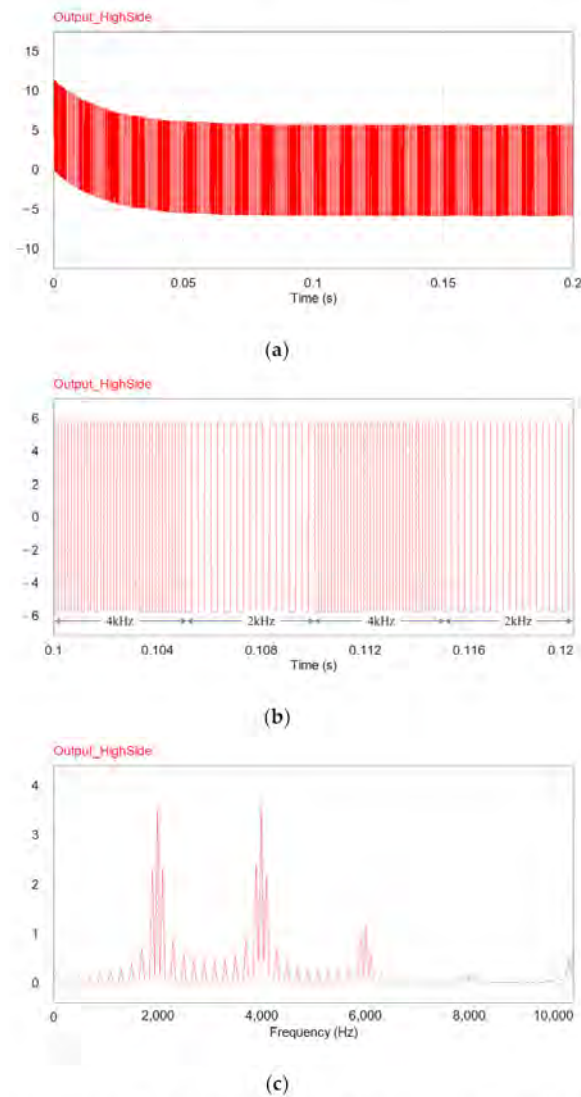 Output_HighSide
15
10
5
0
−5
−10
0 0.05 0.1 0.15 0.2
Time (s)
(a)
Output_HighSide
6
4
2
0
−2
−4
−6
4kHz 2kHz 4kHz 2kHz
0.1 0.104 0.108 0.112 0.116 0.12
Time (s)
(b)
Output_HighSide
4
3
2
1
0
0 2,000 4,000 6,000 8,000 10,000
Frequency (Hz)
(c)